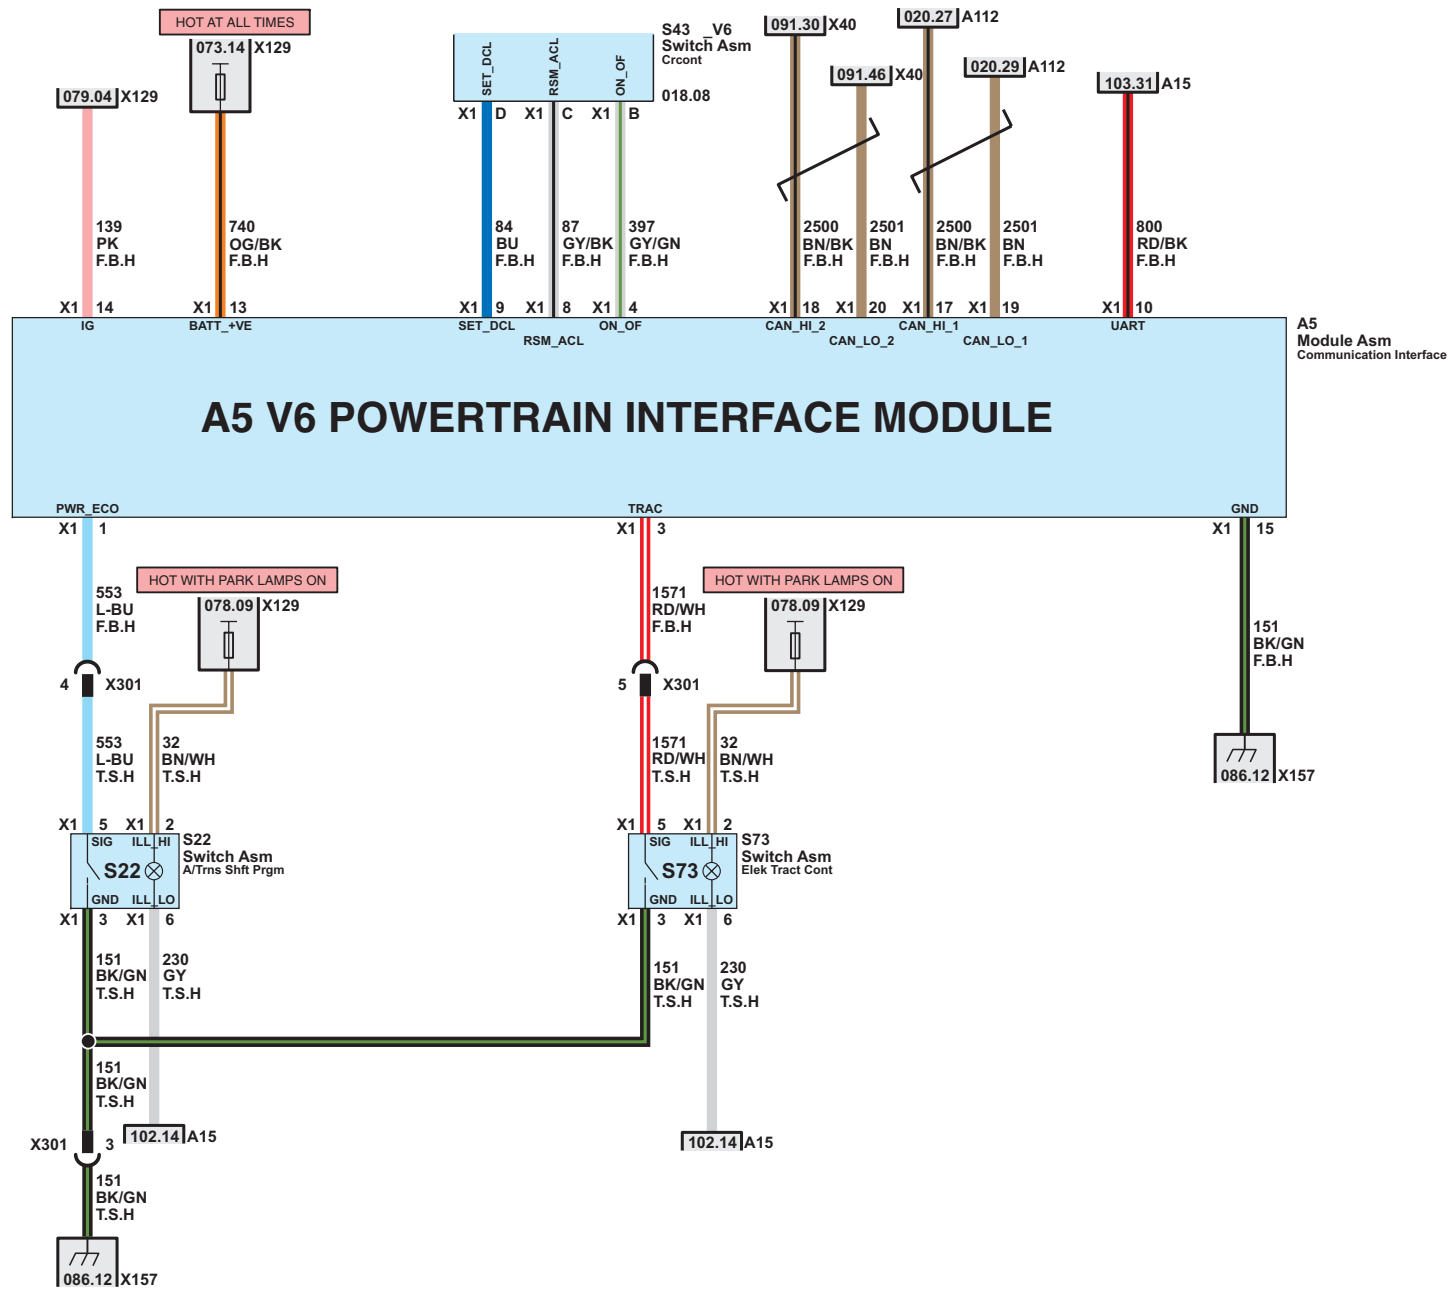 HOT AT ALL TIMES
073.14 X129
079.04 X129
S43 _V6
Switch Asm
Crcont
018.08
SET_DCL
RSM_ACL
ON_OF
X1 D X1 C X1 B
091.30 X40
091.46 X40
020.27 A112
020.29 A112
103.31 A15
139
PK
F.B.H
740
OG/BK
F.B.H
84
BU
F.B.H
87
GY/BK
F.B.H
397
GY/GN
F.B.H
2500
BN/BK
F.B.H
2501
BN
F.B.H
2500
BN/BK
F.B.H
2501
BN
F.B.H
800
RD/BK
F.B.H
X1 14 X1 13 X1 9 X1 8 X1 4 X1 18 X1 20 X1 17 X1 19 X1 10
IG BATT_+VE SET_DCL ON_OF CAN_HI_2 CAN_HI_1 UART
RSM_ACL CAN_LO_2 CAN_LO_1
A5
Module Asm
Communication Interface
A5 V6 POWERTRAIN INTERFACE MODULE
PWR_ECO TRAC GND
X1 1 X1 3 X1 15
HOT WITH PARK LAMPS ON
078.09 X129
HOT WITH PARK LAMPS ON
078.09 X129
553
L-BU
F.B.H
1571
RD/WH
F.B.H
151
BK/GN
F.B.H
4 X301
5 X301
553
L-BU
T.S.H
32
BN/WH
T.S.H
1571
RD/WH
T.S.H
32
BN/WH
T.S.H
086.12 X157
X1 5 X1 2
SIG ILL_HI
S22
GND ILL_LO
X1 3 X1 6
S22
Switch Asm
A/Trns Shft Prgm
X1 5 X1 2
SIG ILL_HI
S73
GND ILL_LO
X1 3 X1 6
S73
Switch Asm
Elek Tract Cont
151
BK/GN
T.S.H
230
GY
T.S.H
151
BK/GN
T.S.H
230
GY
T.S.H
151
BK/GN
T.S.H
102.14 A15
102.14 A15
X301 3
151
BK/GN
T.S.H
086.12 X157